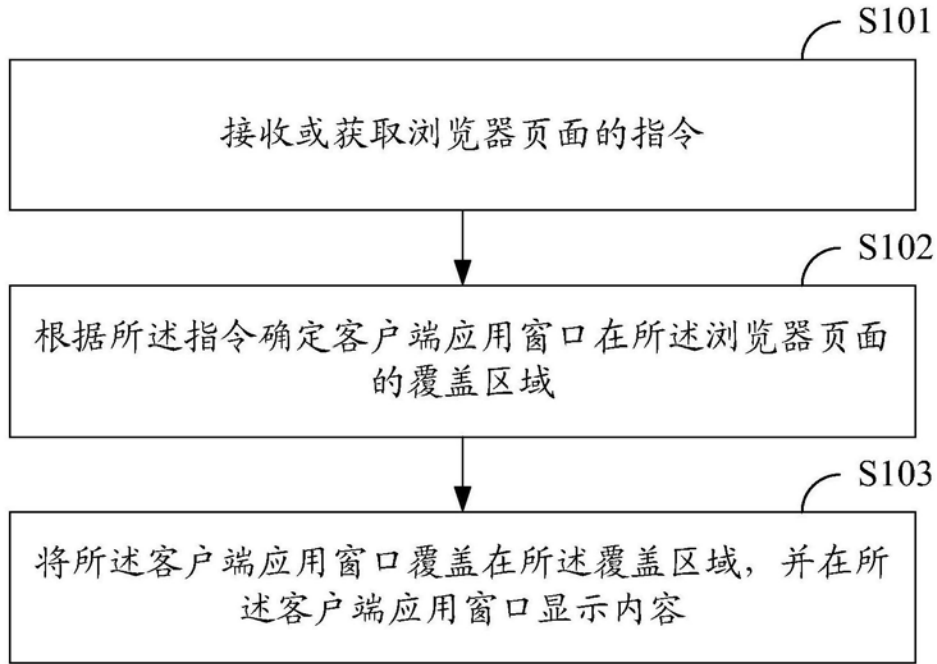 S101
接收或获取浏览器页面的指令
S102
根据所述指令确定客户端应用窗口在所述浏览器页面
的覆盖区域
S103
将所述客户端应用窗口覆盖在所述覆盖区域，并在所
述客户端应用窗口显示内容